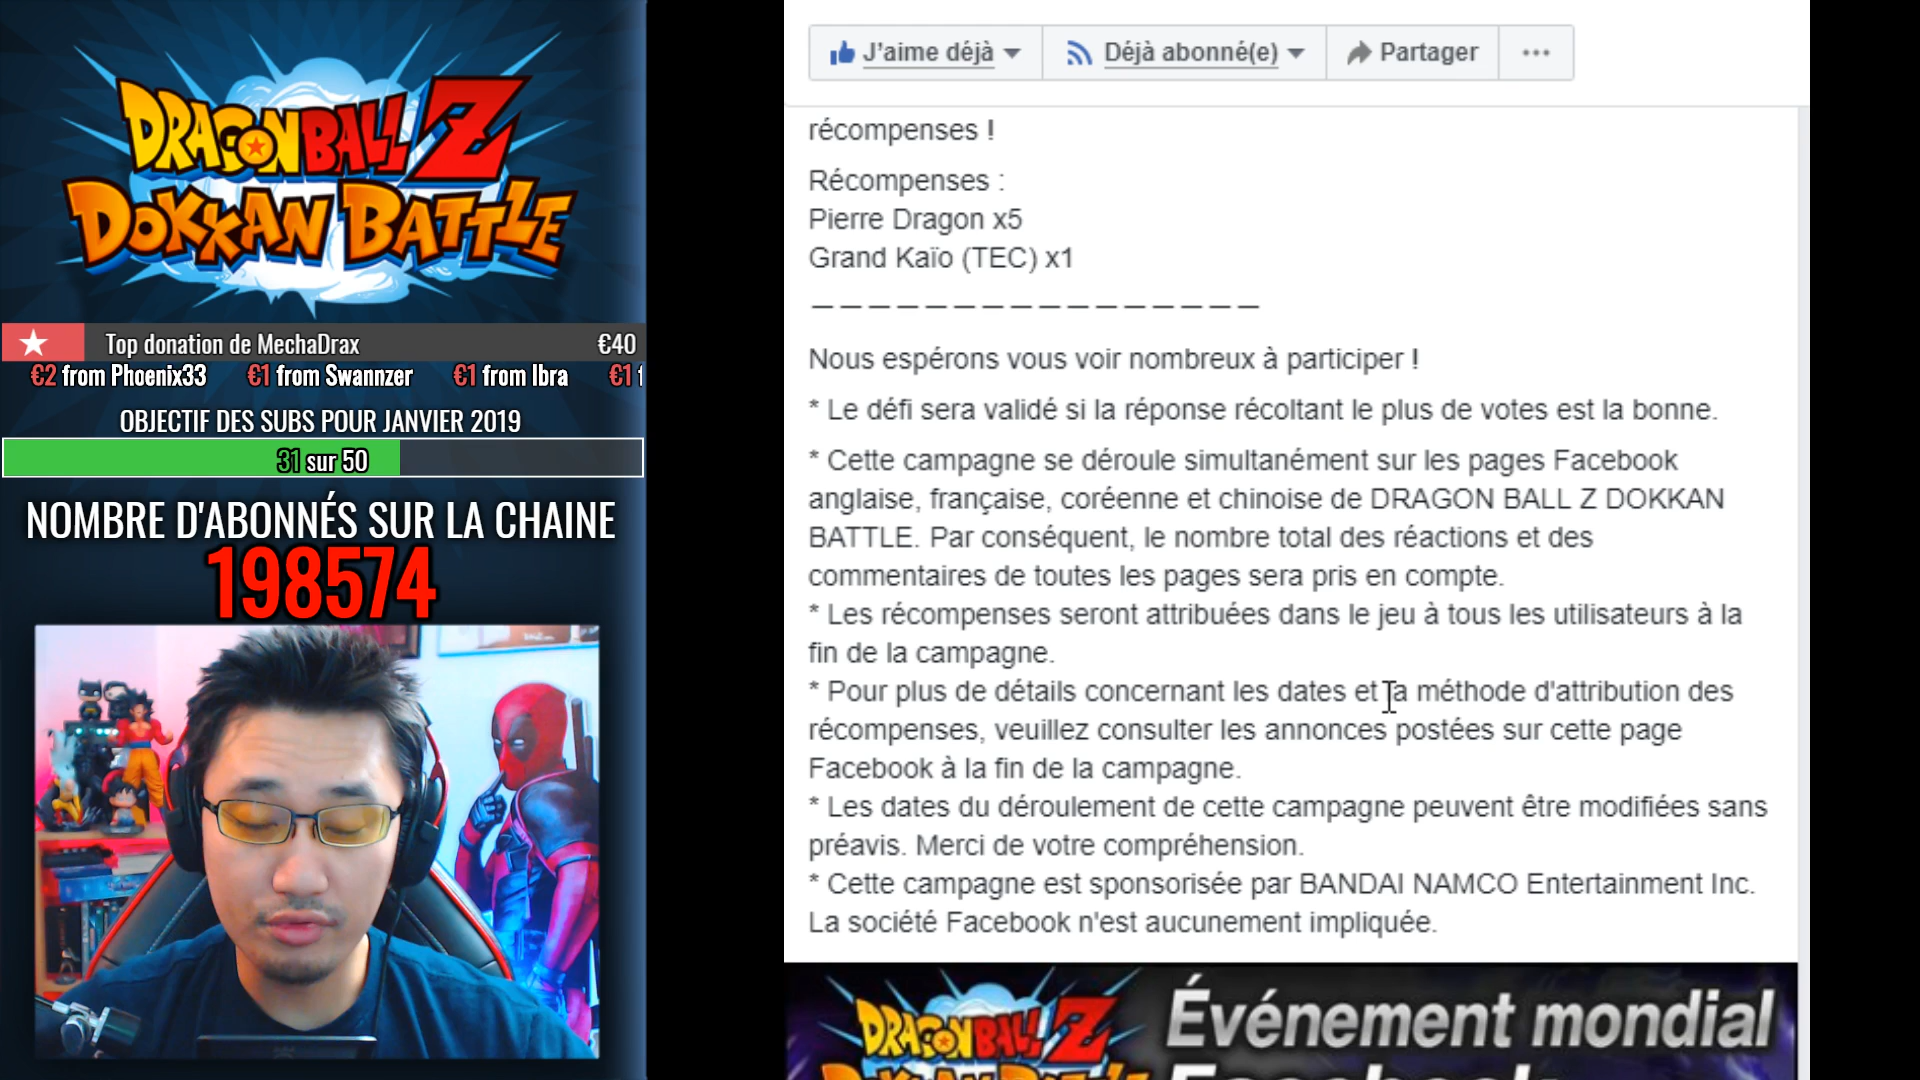 DRAGON BALL Z
DOKKAN BATTLE
Top donation de MechaDrax €40
€2 from Phoenix33 €1 from Swannzer €1 from Ibra €1 f
OBJECTIF DES SUBS POUR JANVIER 2019
31 sur 50
NOMBRE D'ABONNÉS SUR LA CHAINE
198574
J'aime déjà Déjà abonné(e) Partager
récompenses !
Récompenses :
Pierre Dragon x5
Grand Kaïo (TEC) x1
Nous espérons vous voir nombreux à participer !
* Le défi sera validé si la réponse récoltant le plus de votes est la bonne.
* Cette campagne se déroule simultanément sur les pages Facebook
anglaise, française, coréenne et chinoise de DRAGON BALL Z DOKKAN
BATTLE. Par conséquent, le nombre total des réactions et des
commentaires de toutes les pages sera pris en compte.
* Les récompenses seront attribuées dans le jeu à tous les utilisateurs à la
fin de la campagne.
* Pour plus de détails concernant les dates et la méthode d'attribution des
récompenses, veuillez consulter les annonces postées sur cette page
Facebook à la fin de la campagne.
* Les dates du déroulement de cette campagne peuvent être modifiées sans
préavis. Merci de votre compréhension.
* Cette campagne est sponsorisée par BANDAI NAMCO Entertainment Inc.
La société Facebook n'est aucunement impliquée.
DRAGON BALL Z
DOKKAN BATTLE
Événement mondial
Facebook